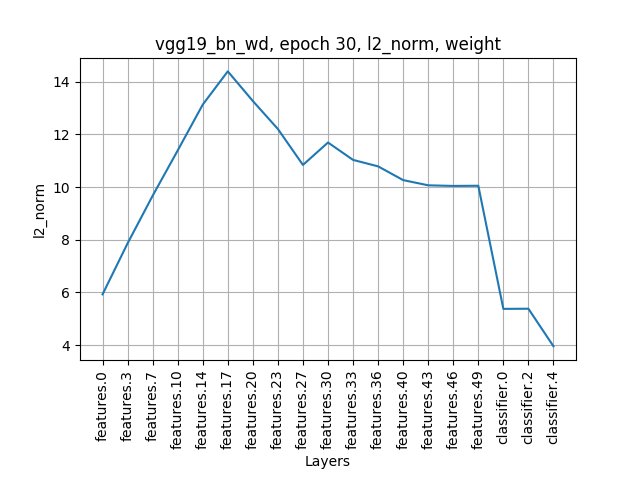 vgg19_bn_wd, epoch 30, l2_norm, weight
14
12
10
8
6
4
l2_norm
features.0
features.3
features.7
features.10
features.14
features.17
features.20
features.23
features.27
features.30
features.33
features.36
features.40
features.43
features.46
features.49
classifier.0
classifier.2
classifier.4
Layers